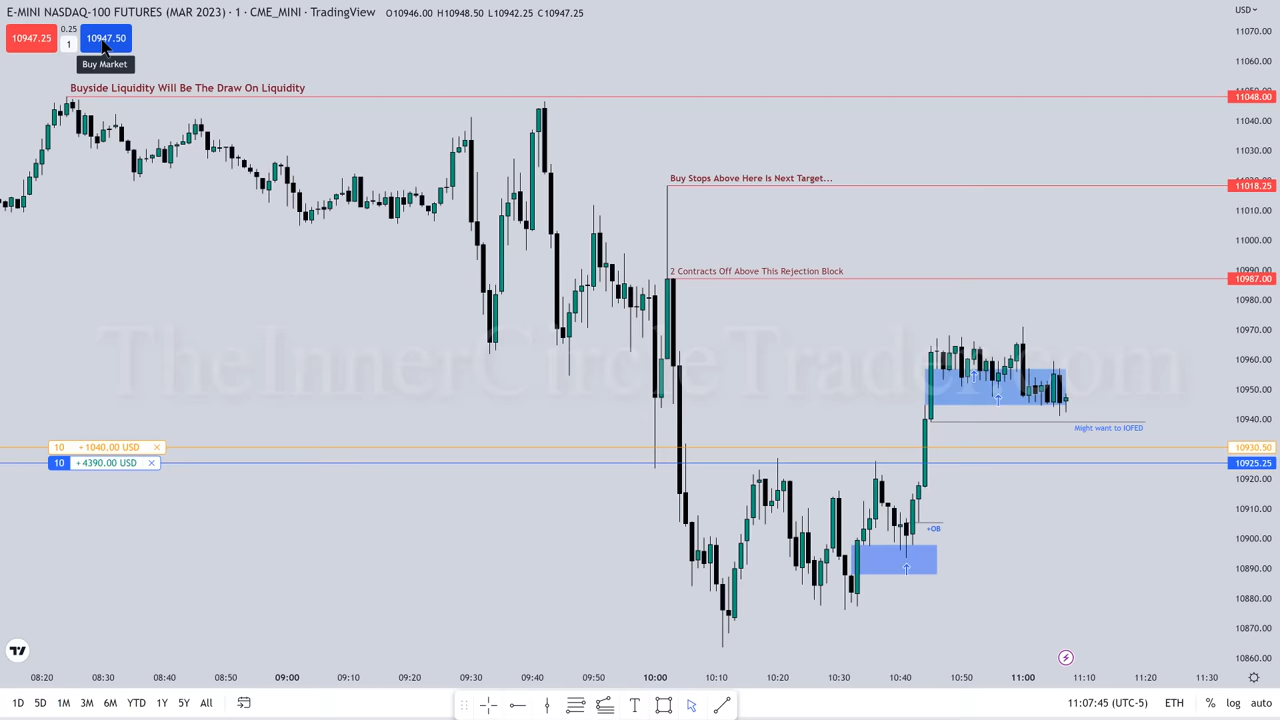 E-MINI NASDAQ-100 FUTURES (MAR 2023) · 1 · CME_MINI · TradingView O10946.00 H10948.50 L10942.25 C10947.25
USD
10947.25 0.25 1 10947.50
Buy Market
Buyside Liquidity Will Be The Draw On Liquidity
Buy Stops Above Here Is Next Target...
2 Contracts Off Above This Rejection Block
TheInnerCircleTrader.com
Might want to IOFED
10 +1040.00 USD
10 +4390.00 USD
+OB
11070.00
11060.00
11048.00
11040.00
11030.00
11018.25
11010.00
11000.00
10990.00
10987.00
10980.00
10970.00
10960.00
10950.00
10940.00
10930.50
10925.25
10920.00
10910.00
10900.00
10890.00
10880.00
10870.00
10860.00
08:20 08:30 08:40 08:50 09:00 09:10 09:20 09:30 09:40 09:50 10:00 10:10 10:20 10:30 10:40 10:50 11:00 11:10 11:20 11:30
1D 5D 1M 3M 6M YTD 1Y 5Y All
11:07:45 (UTC-5) ETH % log auto